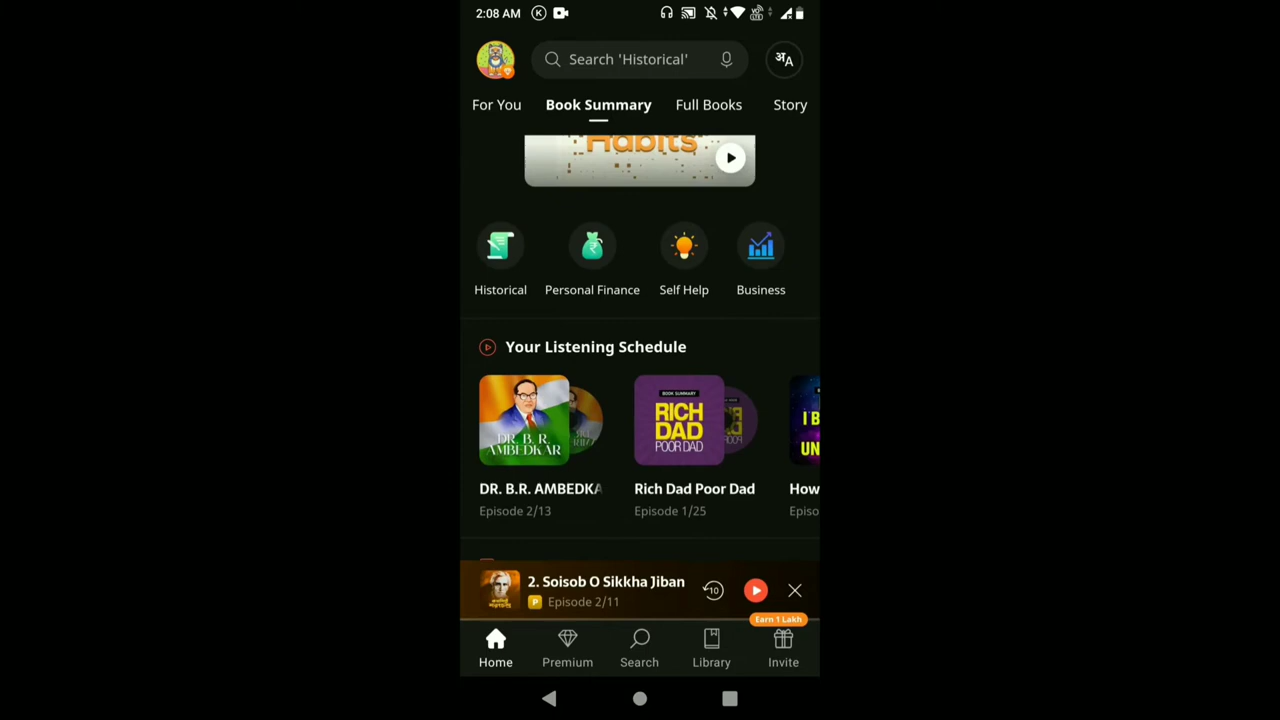 2:08 AM
Search 'Historical'
अA
For You Book Summary Full Books Story
Habits
Historical Personal Finance Self Help Business
Your Listening Schedule
DR. B. R.
AMBEDKAR
BOOK SUMMARY
RICH
DAD
POOR DAD
I B
UN
DR. B.R. AMBEDKA Rich Dad Poor Dad How
Episode 2/13 Episode 1/25 Episo
2. Soisob O Sikkha Jiban
P Episode 2/11
10
Earn 1 Lakh
Home Premium Search Library Invite